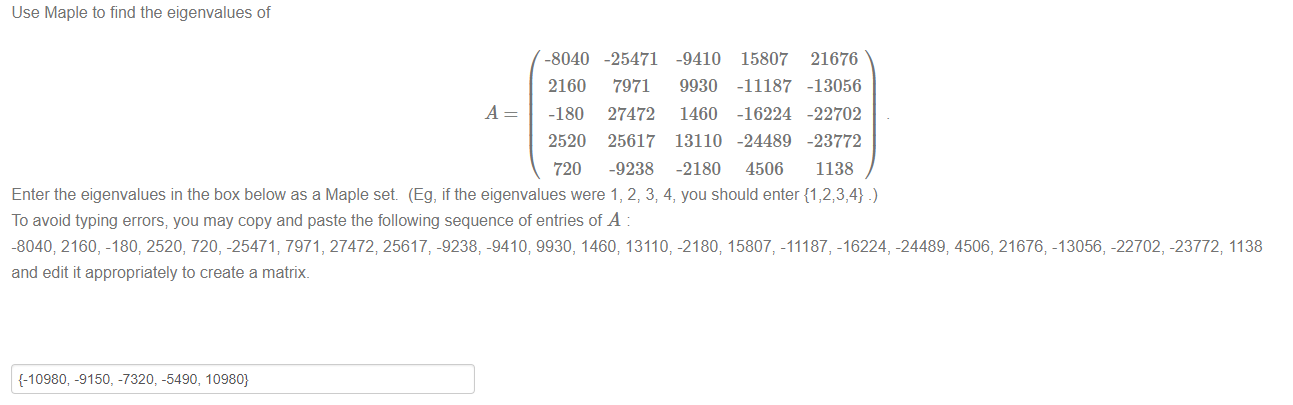 Use Maple to find the eigenvalues of
-8040 -25471 -9410 15807 21676
2160 7971 9930 -11187 -13056
A = -180 27472 1460 -16224 -22702 .
2520 25617 13110 -24489 -23772
720 -9238 -2180 4506 1138
Enter the eigenvalues in the box below as a Maple set. (Eg, if the eigenvalues were 1, 2, 3, 4, you should enter {1,2,3,4} .)
To avoid typing errors, you may copy and paste the following sequence of entries of A :
-8040, 2160, -180, 2520, 720, -25471, 7971, 27472, 25617, -9238, -9410, 9930, 1460, 13110, -2180, 15807, -11187, -16224, -24489, 4506, 21676, -13056, -22702, -23772, 1138
and edit it appropriately to create a matrix.
{-10980, -9150, -7320, -5490, 10980}